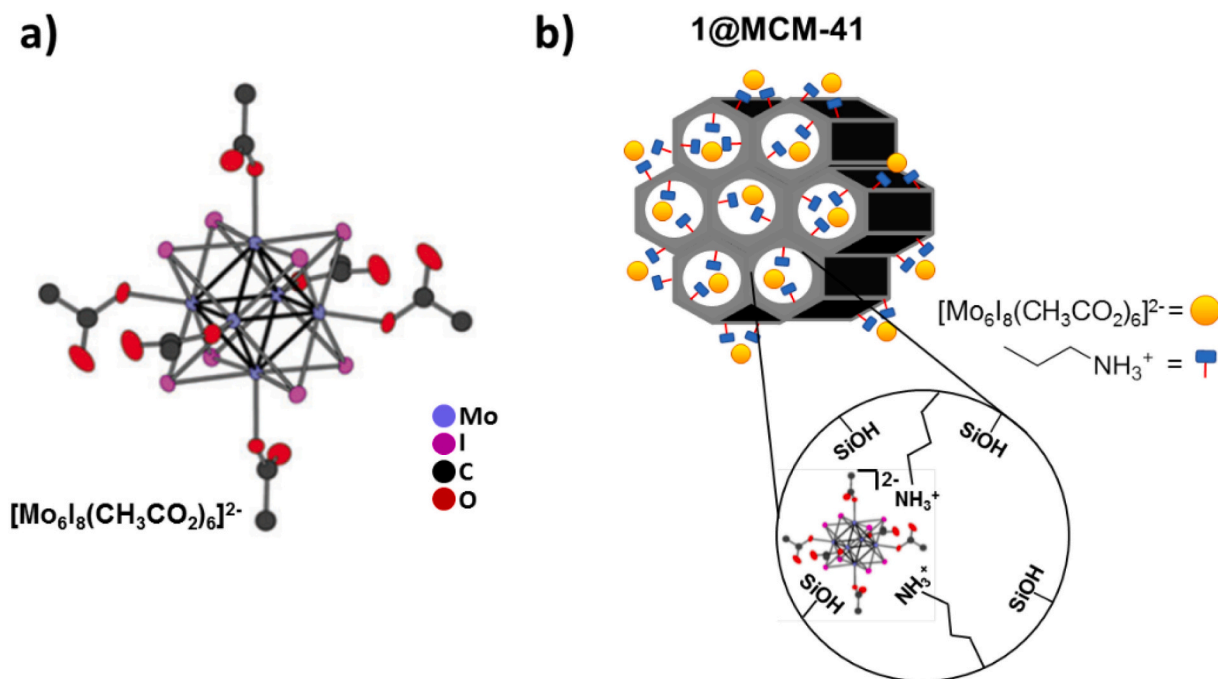 a)
[Mo₆I₈(CH₃CO₂)₆]²⁻
Mo
I
C
O
b)
1@MCM-41
[Mo₆I₈(CH₃CO₂)₆]²⁻=
NH₃⁺ =
SiOH
SiOH
2-
NH₃⁺
NH₃⁺
SiOH
SiOH